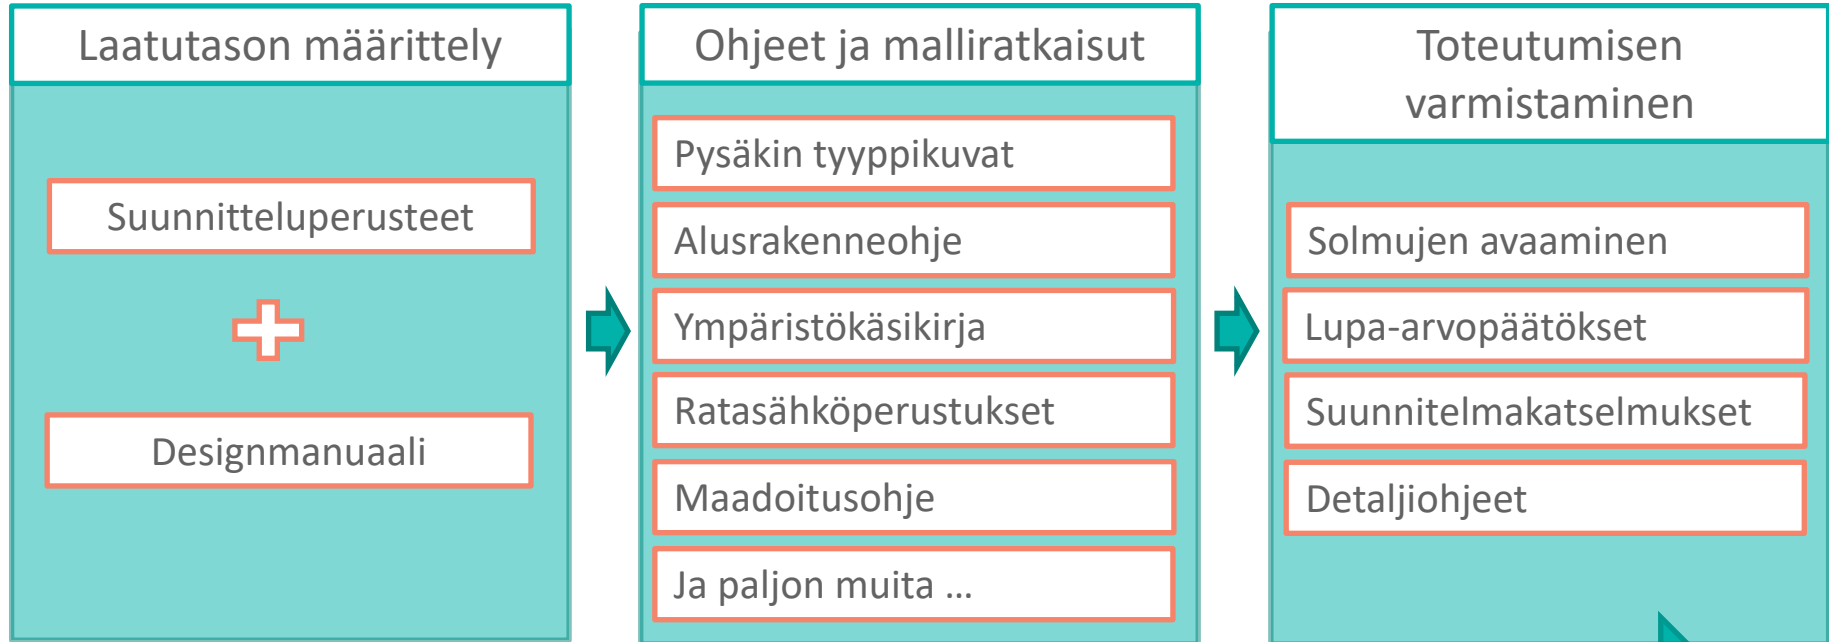 Laatutason määrittely
Suunnitteluperusteet
Designmanuaali
Ohjeet ja malliratkaisut
Pysäkin tyyppikuvat
Alusrakenneohje
Ympäristökäsikirja
Ratasähköperustukset
Maadoitusohje
Ja paljon muita ...
Toteutumisen
varmistaminen
Solmujen avaaminen
Lupa-arvopäätökset
Suunnitelmakatselmukset
Detaljiohjeet